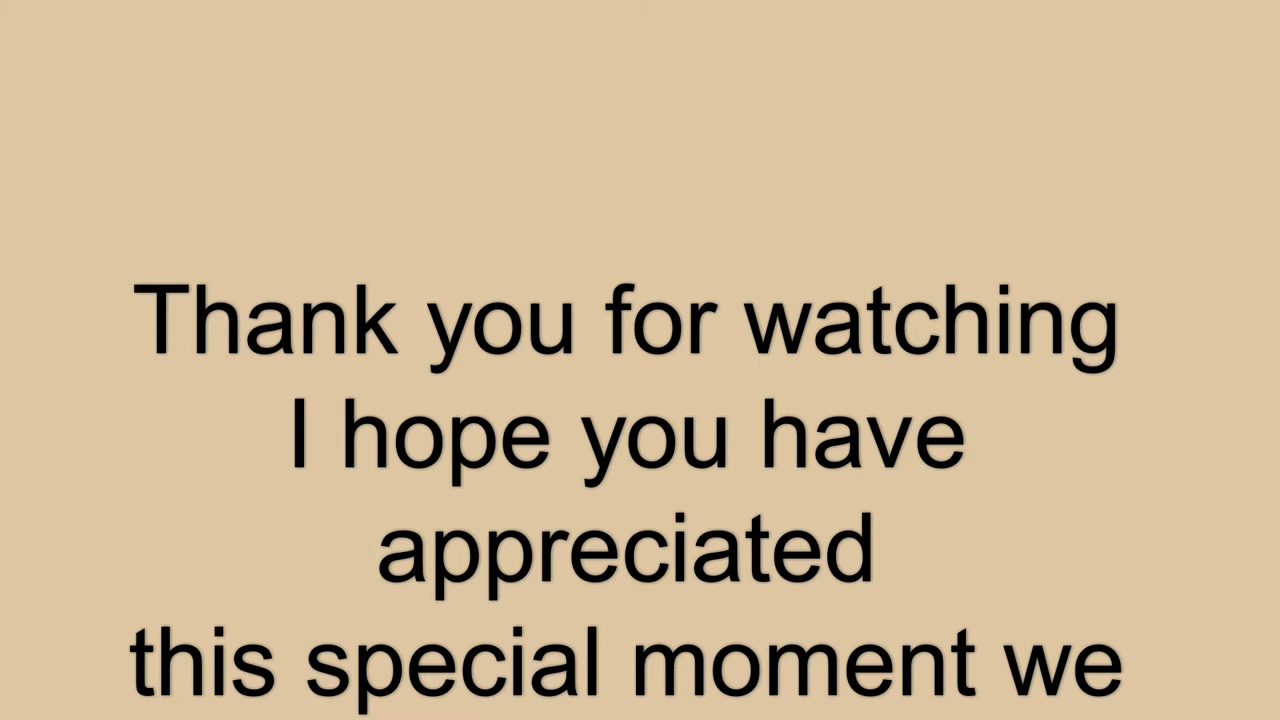 Thank you for watching
I hope you have
appreciated
this special moment we